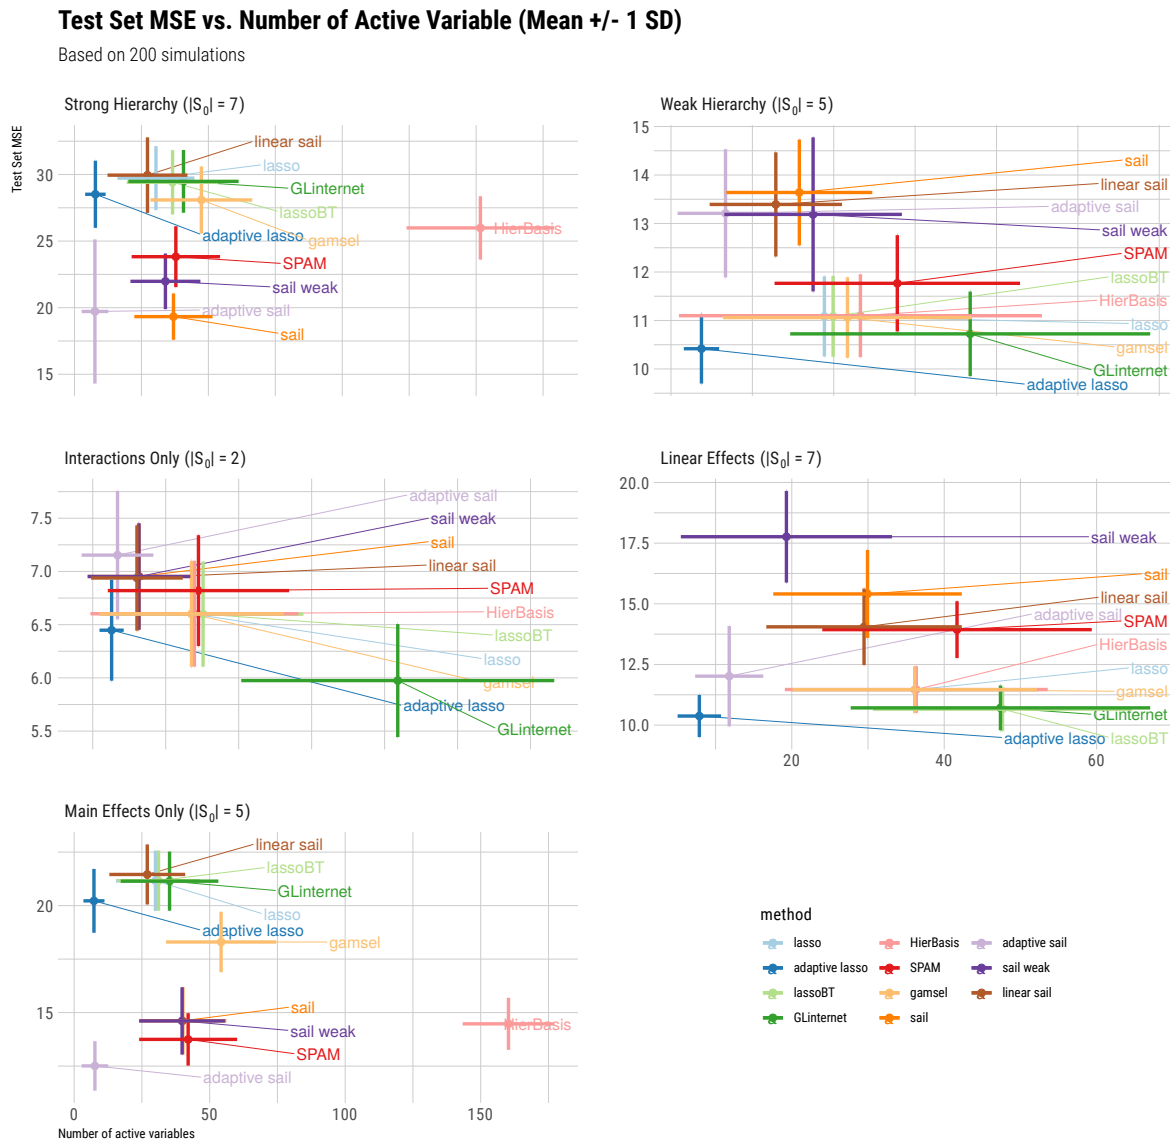 Test Set MSE vs. Number of Active Variable (Mean +/- 1 SD)
Based on 200 simulations
Strong Hierarchy (|S0| = 7)
Test Set MSE
30
25
20
15
linear sail
lasso
GLinternet
lassoBT
adaptive lasso
gamsel
HierBasis
SPAM
sail weak
adaptive sail
sail
Weak Hierarchy (|S0| = 5)
15
14
13
12
11
10
sail
linear sail
adaptive sail
sail weak
SPAM
lassoBT
HierBasis
lasso
gamsel
GLinternet
adaptive lasso
Interactions Only (|S0| = 2)
7.5
7.0
6.5
6.0
5.5
adaptive sail
sail weak
sail
linear sail
SPAM
HierBasis
lassoBT
lasso
gamsel
adaptive lasso
GLinternet
Linear Effects (|S0| = 7)
20.0
17.5
15.0
12.5
10.0
sail weak
sail
linear sail
adaptive sail
SPAM
HierBasis
lasso
gamsel
GLinternet
adaptive lasso
lassoBT
20 40 60
Main Effects Only (|S0| = 5)
20
15
linear sail
lassoBT
GLinternet
lasso
adaptive lasso
gamsel
sail
HierBasis
sail weak
SPAM
adaptive sail
0 50 100 150
Number of active variables
method
lasso HierBasis adaptive sail
adaptive lasso SPAM sail weak
lassoBT gamsel linear sail
GLinternet sail